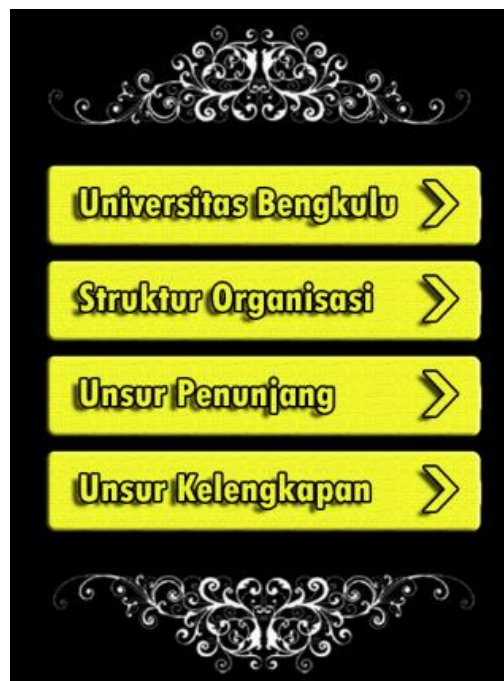 Universitas Bengkulu
Struktur Organisasi
Unsur Penunjang
Unsur Kelengkapan